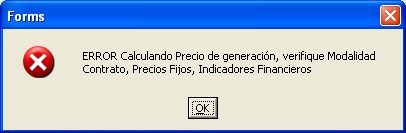 Forms
ERROR Calculando Precio de generación, verifique Modalidad
Contrato, Precios Fijos, Indicadores Financieros
OK